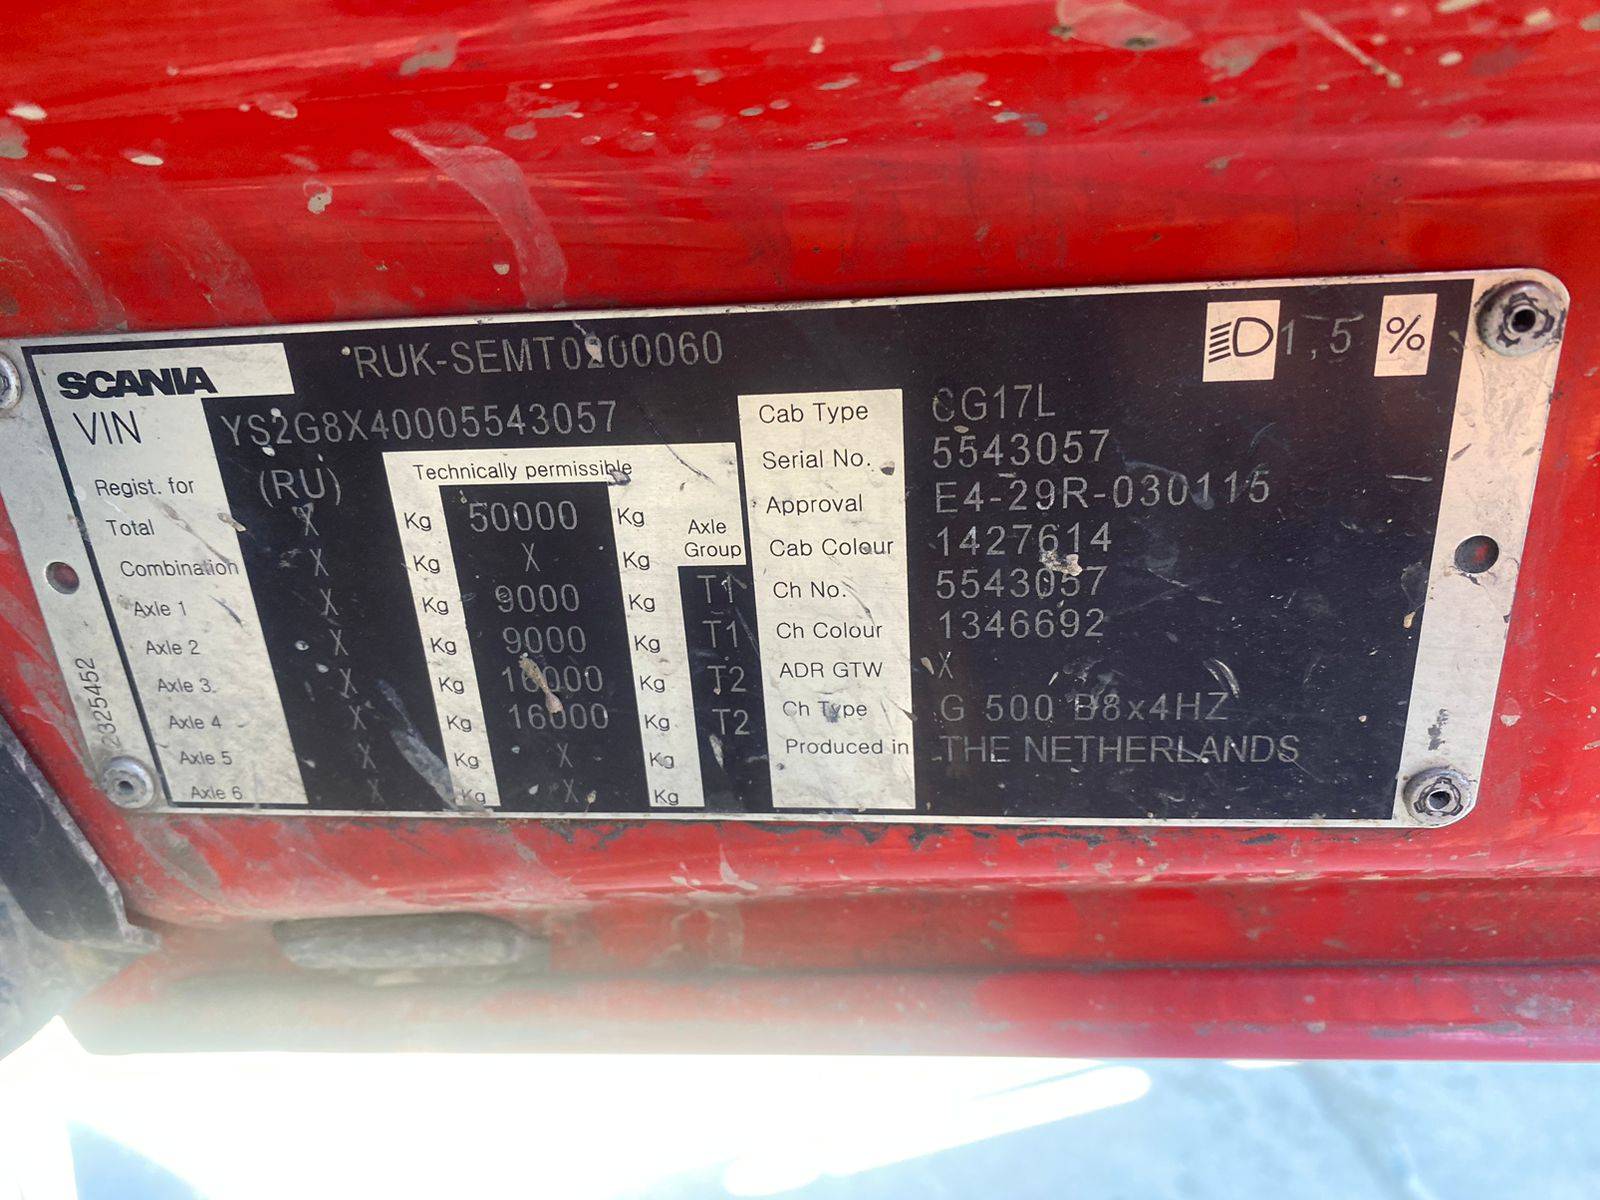 RUK-SEMT0200060
1,5 %
SCANIA
VIN YS2G8X40005543057
Regist. for (RU) Technically permissible
Total X Kg 50000 Kg Axle Group
Combination X Kg X Kg
Axle 1 X Kg 9000 Kg T1
Axle 2 X Kg 9000 Kg T1
Axle 3 X Kg 16000 Kg T2
Axle 4 X Kg 16000 Kg T2
Axle 5 X Kg X Kg
Axle 6 X Kg X Kg
2325452
Cab Type CG17L
Serial No. 5543057
Approval E4-29R-030115
Cab Colour 1427614
Ch No. 5543057
Ch Colour 1346692
ADR GTW X
Ch Type G 500 B8x4HZ
Produced in THE NETHERLANDS